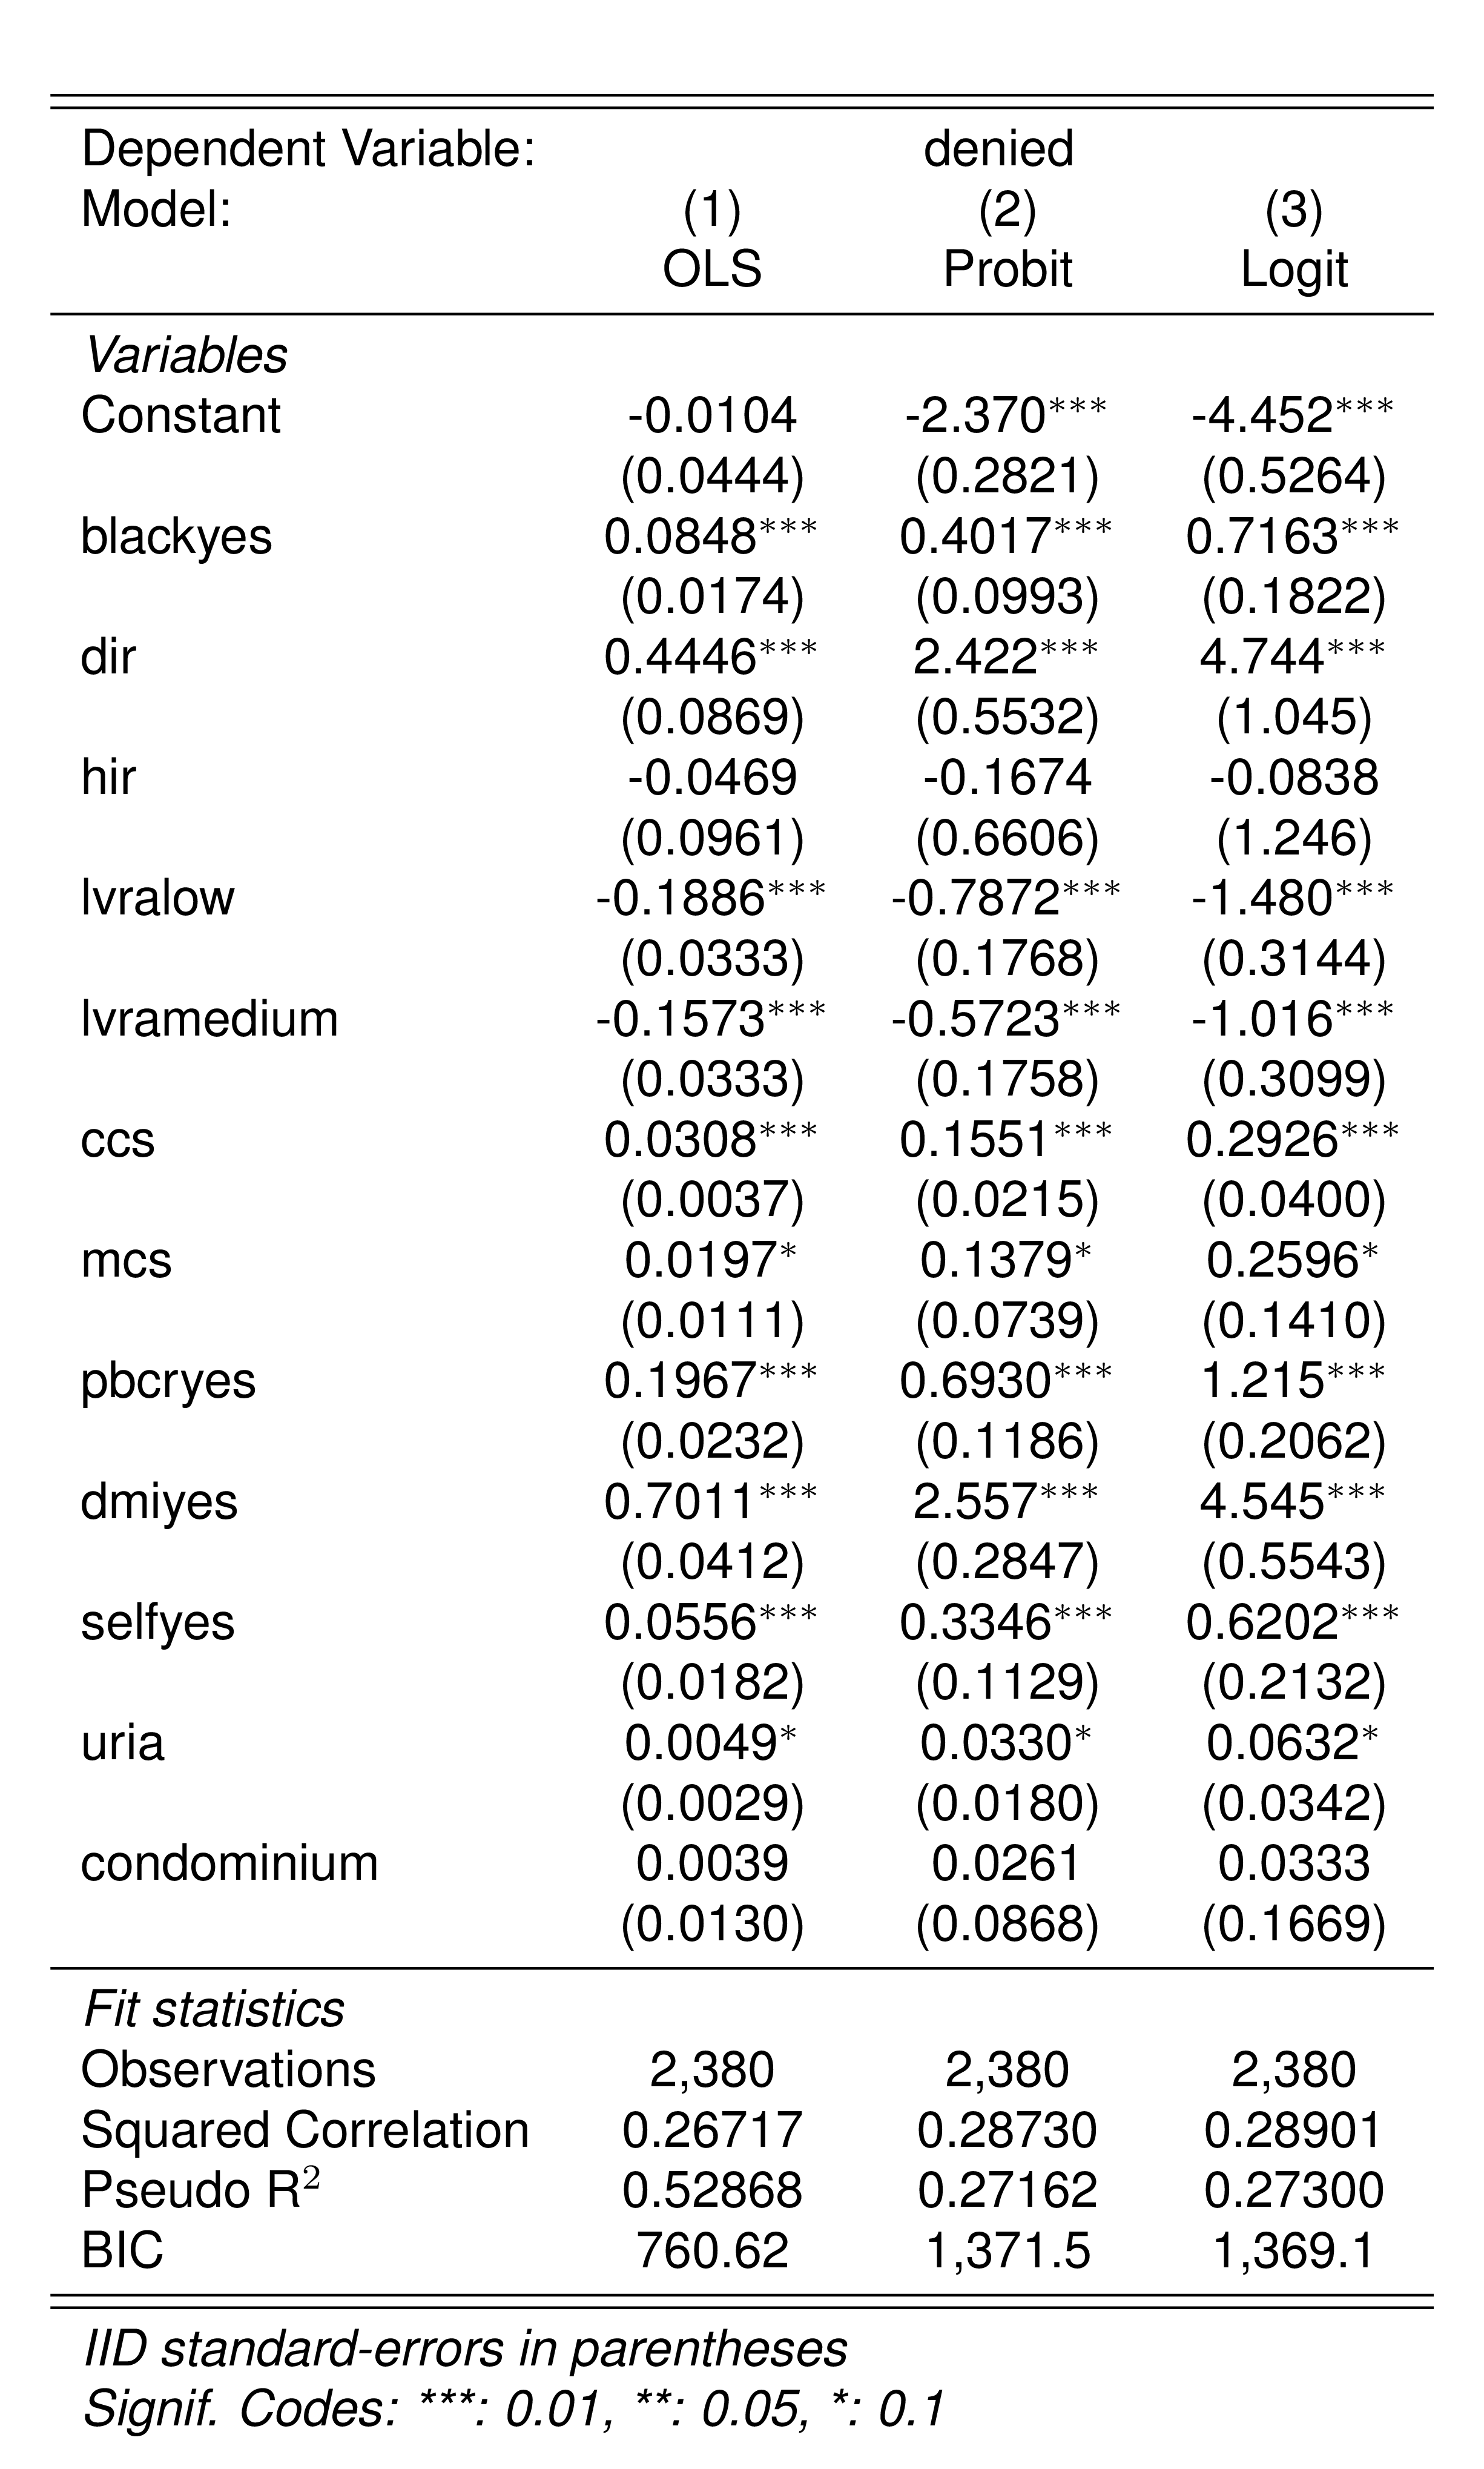 Dependent Variable: denied
Model: (1) (2) (3)
OLS Probit Logit
Variables
Constant -0.0104 -2.370*** -4.452***
(0.0444) (0.2821) (0.5264)
blackyes 0.0848*** 0.4017*** 0.7163***
(0.0174) (0.0993) (0.1822)
dir 0.4446*** 2.422*** 4.744***
(0.0869) (0.5532) (1.045)
hir -0.0469 -0.1674 -0.0838
(0.0961) (0.6606) (1.246)
lvralow -0.1886*** -0.7872*** -1.480***
(0.0333) (0.1768) (0.3144)
lvramedium -0.1573*** -0.5723*** -1.016***
(0.0333) (0.1758) (0.3099)
ccs 0.0308*** 0.1551*** 0.2926***
(0.0037) (0.0215) (0.0400)
mcs 0.0197* 0.1379* 0.2596*
(0.0111) (0.0739) (0.1410)
pbcryes 0.1967*** 0.6930*** 1.215***
(0.0232) (0.1186) (0.2062)
dmiyes 0.7011*** 2.557*** 4.545***
(0.0412) (0.2847) (0.5543)
selfyes 0.0556*** 0.3346*** 0.6202***
(0.0182) (0.1129) (0.2132)
uria 0.0049* 0.0330* 0.0632*
(0.0029) (0.0180) (0.0342)
condominium 0.0039 0.0261 0.0333
(0.0130) (0.0868) (0.1669)
Fit statistics
Observations 2,380 2,380 2,380
Squared Correlation 0.26717 0.28730 0.28901
Pseudo R² 0.52868 0.27162 0.27300
BIC 760.62 1,371.5 1,369.1
IID standard-errors in parentheses
Signif. Codes: ***: 0.01, **: 0.05, *: 0.1